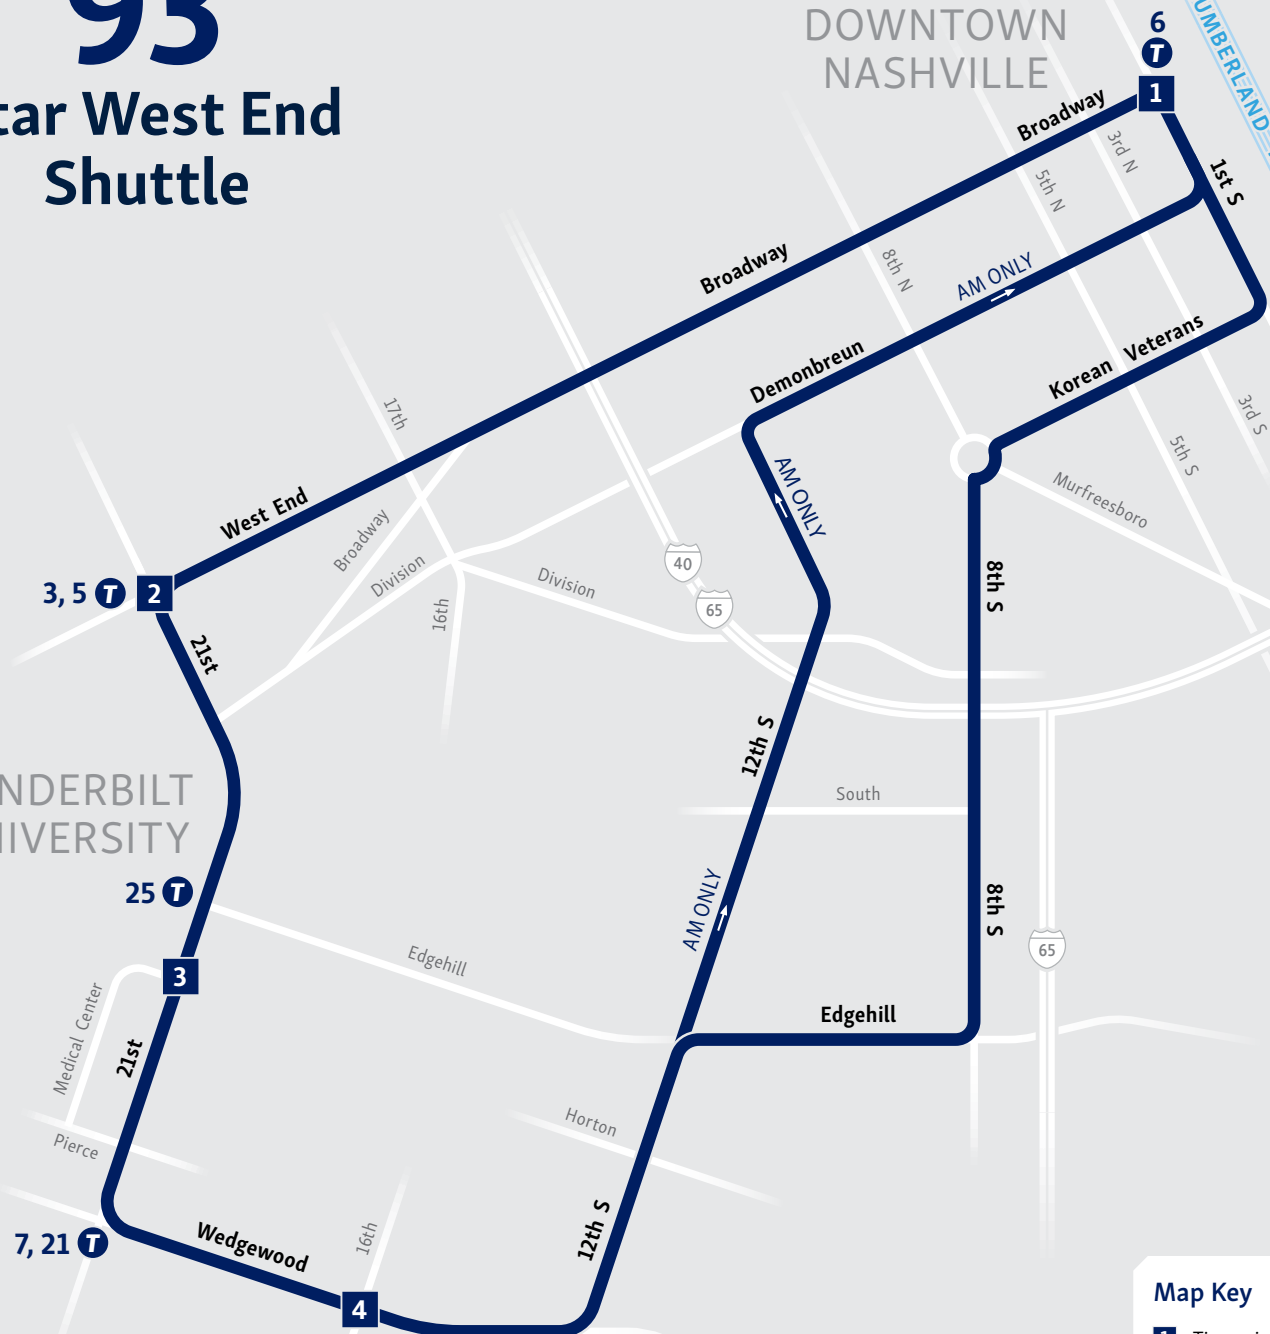 93
tar West End
Shuttle
DOWNTOWN
NASHVILLE
6
T
1
UMBERLAND
Broadway
3rd N
1st S
5th N
Broadway
8th N
AM ONLY
Korean Veterans
Demonbreun
17th
3rd S
5th S
AM ONLY
Murfreesboro
West End
Broadway
Division
Division
40
65
16th
8th S
3, 5 T
2
21st
12th S
NDERBILT
IVERSITY
South
25 T
AM ONLY
8th S
65
Edgehill
3
Edgehill
Medical Center
21st
Horton
Pierce
7, 21 T
Wedgewood
16th
12th S
4
Map Key
1